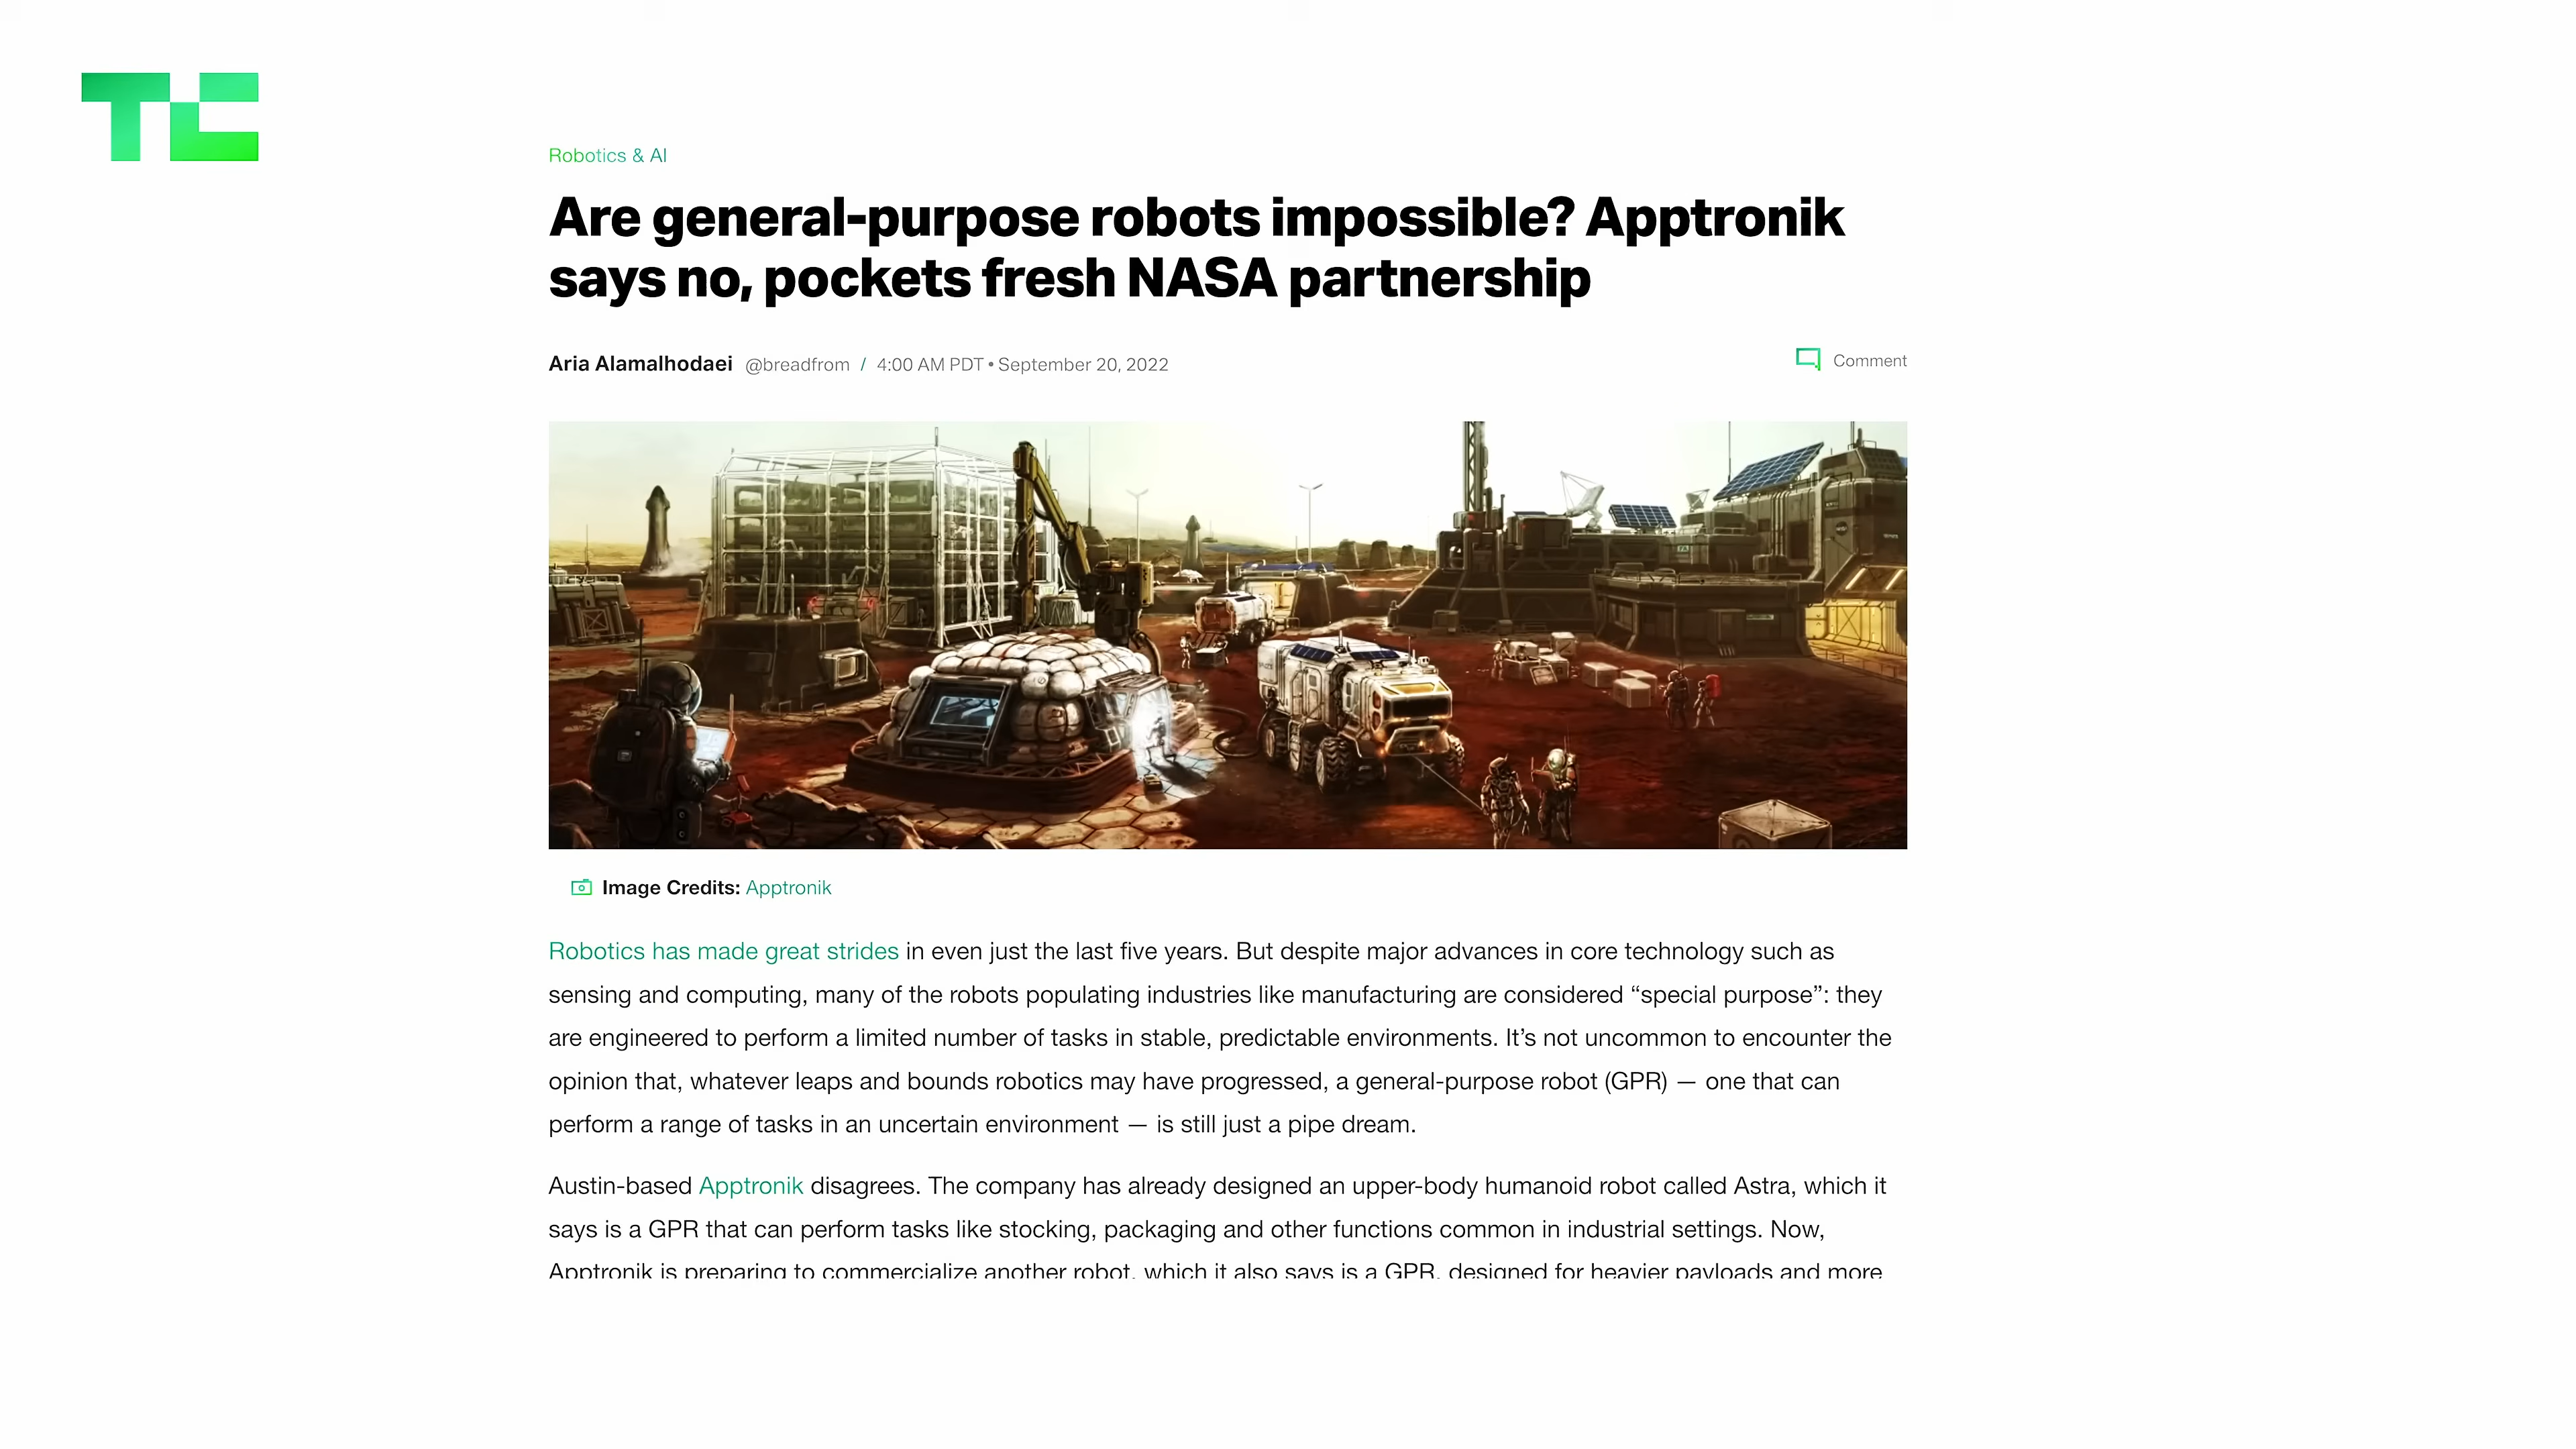 TC
Robotics & AI
Are general-purpose robots impossible? Apptronik
says no, pockets fresh NASA partnership
Aria Alamalhodaei @breadfrom / 4:00 AM PDT • September 20, 2022
Comment
Image Credits: Apptronik
Robotics has made great strides in even just the last five years. But despite major advances in core technology such as
sensing and computing, many of the robots populating industries like manufacturing are considered “special purpose”: they
are engineered to perform a limited number of tasks in stable, predictable environments. It’s not uncommon to encounter the
opinion that, whatever leaps and bounds robotics may have progressed, a general-purpose robot (GPR) — one that can
perform a range of tasks in an uncertain environment — is still just a pipe dream.
Austin-based Apptronik disagrees. The company has already designed an upper-body humanoid robot called Astra, which it
says is a GPR that can perform tasks like stocking, packaging and other functions common in industrial settings. Now,
Apptronik is preparing to commercialize another robot, which it also says is a GPR, designed for heavier payloads and more